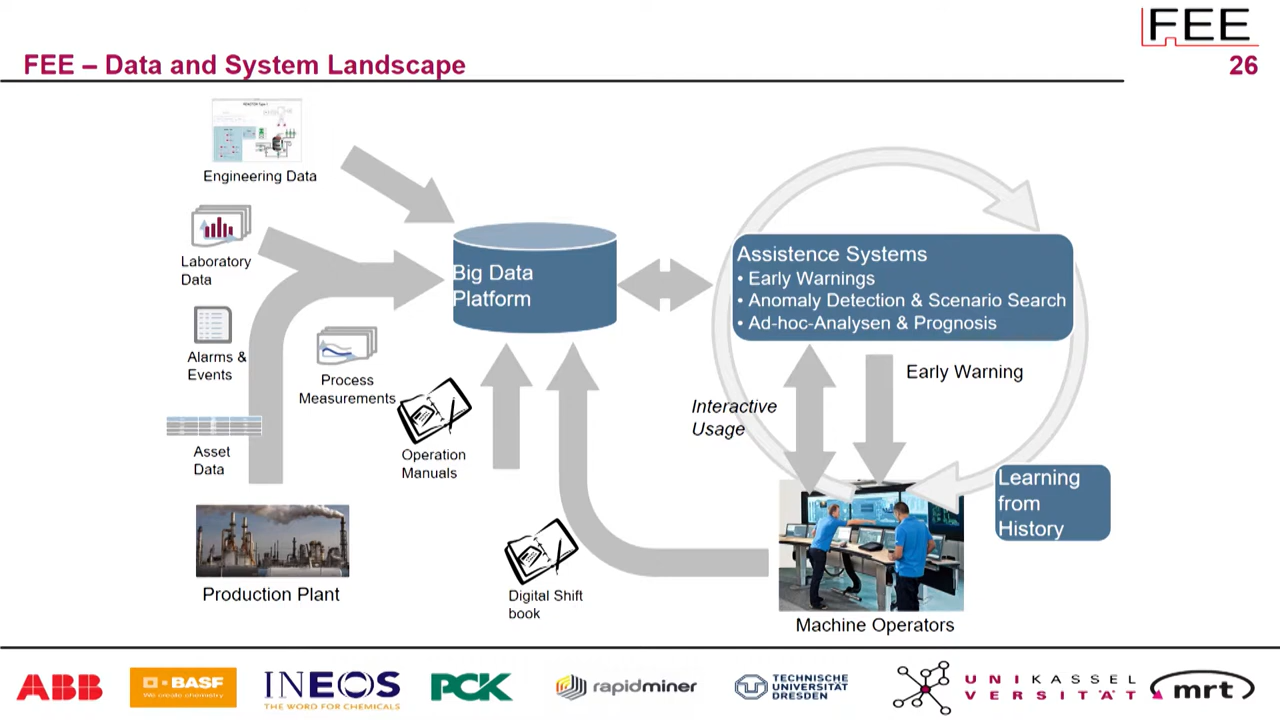 FEE
FEE – Data and System Landscape
26
REACTOR Type 1
Engineering Data
Laboratory
Data
Alarms &
Events
Process
Measurements
Asset
Data
Production Plant
Operation
Manuals
Digital Shift
book
Big Data
Platform
Assistence Systems
• Early Warnings
• Anomaly Detection & Scenario Search
• Ad-hoc-Analysen & Prognosis
Interactive
Usage
Early Warning
Learning
from
History
Machine Operators
ABB
BASF
We create chemistry
INEOS
THE WORD FOR CHEMICALS
PCK
rapidminer
TECHNISCHE
UNIVERSITÄT
DRESDEN
UNIKASSEL
VERSITÄT
mrt